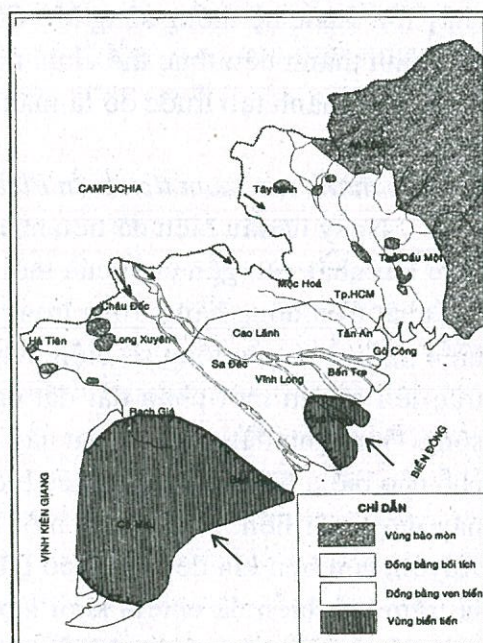 CAMPUCHIA
Tây Ninh
Thủ Dầu Một
Mộc Hoá
Tp.HCM
Châu Đốc
Hà Tiên
Long Xuyên
Cao Lãnh
Tân An
Gò Công
Sa Đéc
Bến Tre
Vĩnh Long
Rạch Giá
BIỂN ĐÔNG
VỊNH KIÊN GIANG
Cà Mau
CHỈ DẪN
Vùng bào mòn
Đồng bằng bồi tích
Đồng bằng ven biển
Vùng biển tiến